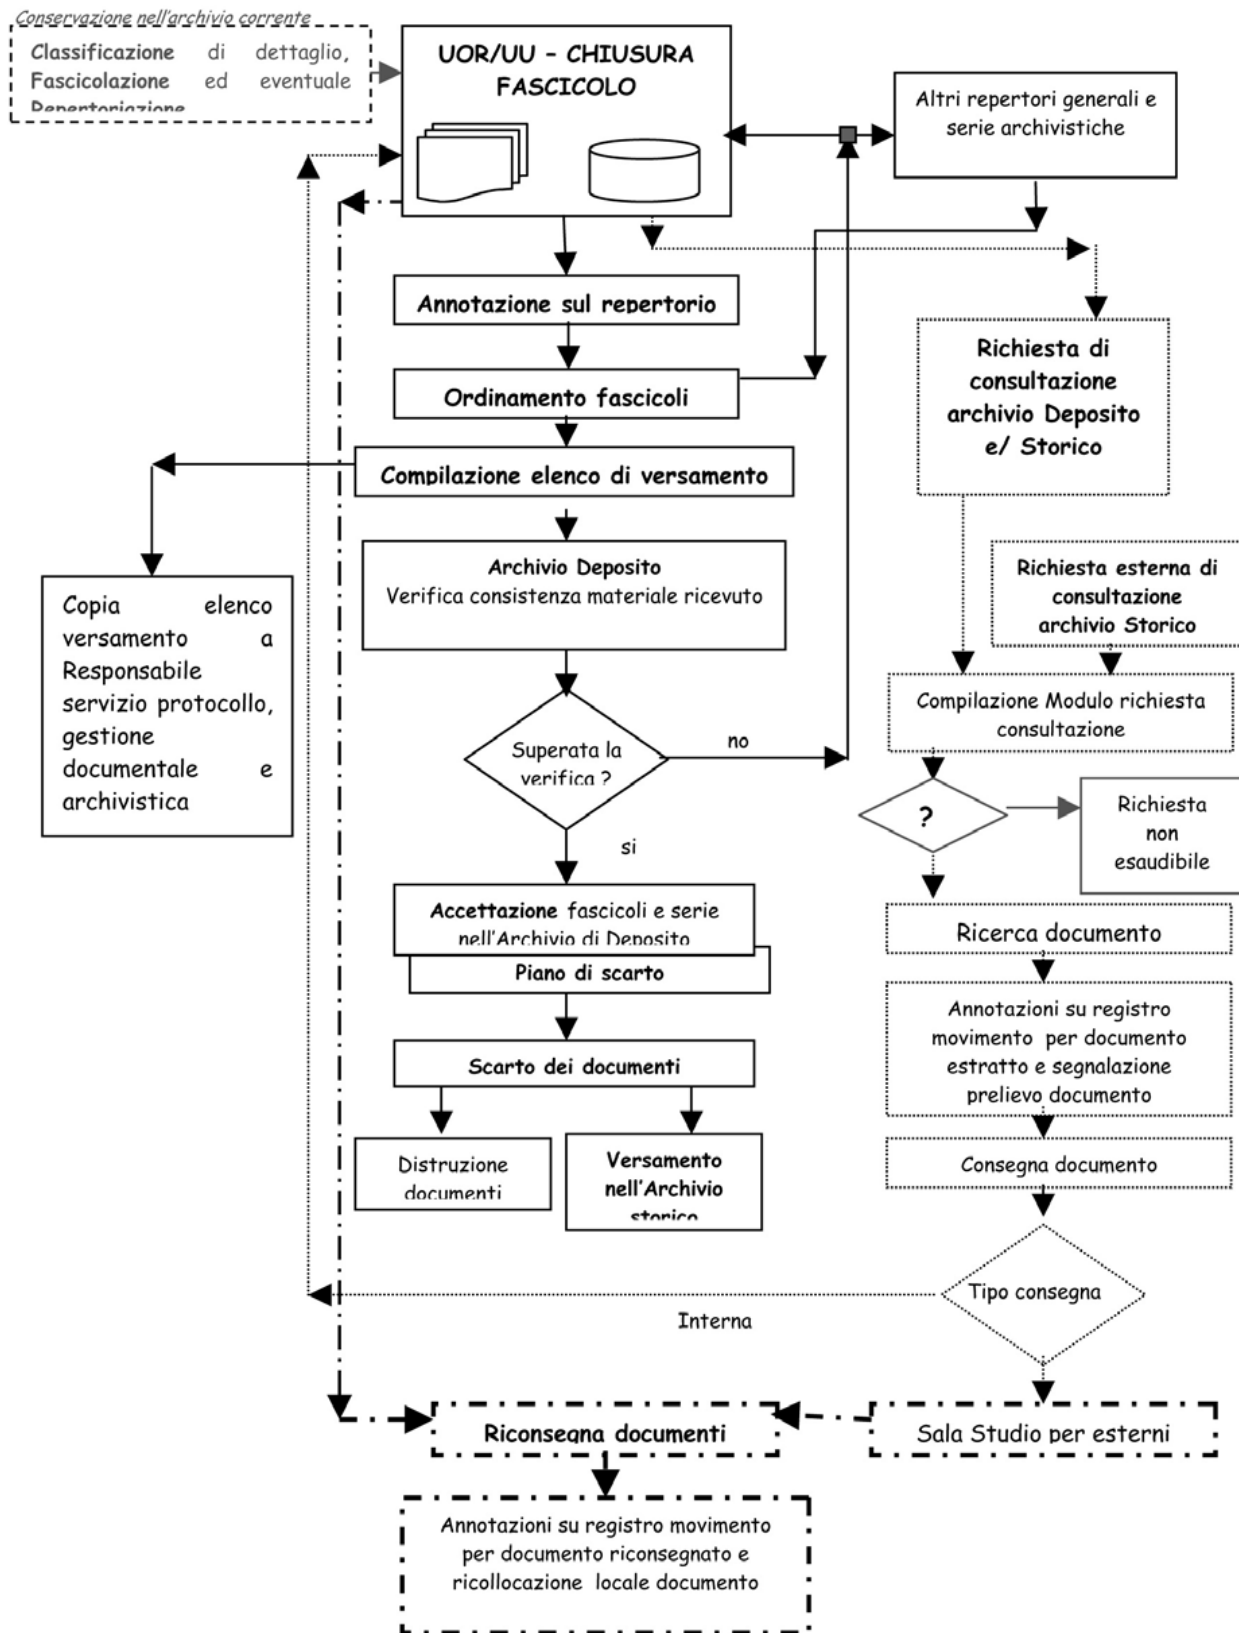 Conservazione nell'archivio corrente
Classificazione di dettaglio,
Fascicolazione ed eventuale
Repertoriazione
UOR/UU – CHIUSURA
FASCICOLO
Altri repertori generali e
serie archivistiche
Annotazione sul repertorio
Ordinamento fascicoli
Compilazione elenco di versamento
Richiesta di
consultazione
archivio Deposito
e/ Storico
Archivio Deposito
Verifica consistenza materiale ricevuto
Richiesta esterna di
consultazione
archivio Storico
Copia elenco
versamento a
Responsabile
servizio protocollo,
gestione
documentale e
archivistica
Compilazione Modulo richiesta
consultazione
Superata la
verifica ?
no
si
?
Richiesta
non
esaudibile
Accettazione fascicoli e serie
nell'Archivio di Deposito
Piano di scarto
Ricerca documento
Annotazioni su registro
movimento per documento
estratto e segnalazione
prelievo documento
Scarto dei documenti
Distruzione
documenti
Versamento
nell'Archivio
storico
Consegna documento
Tipo consegna
Interna
Riconsegna documenti
Sala Studio per esterni
Annotazioni su registro movimento
per documento riconsegnato e
ricollocazione locale documento